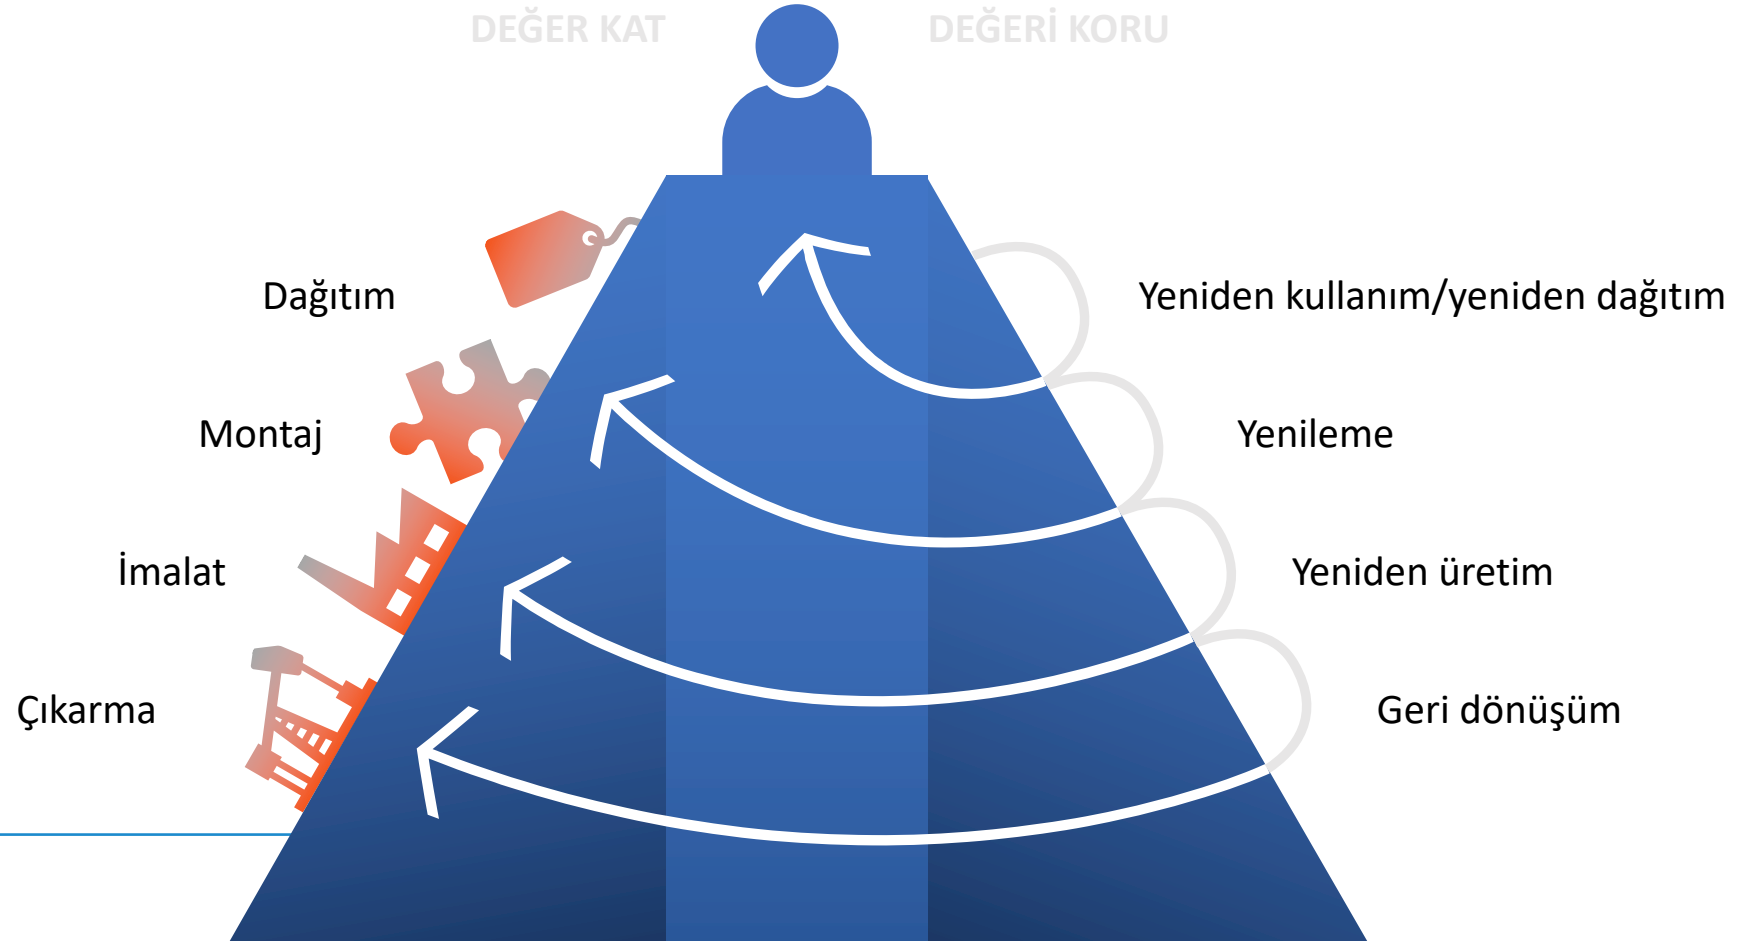 DEĞER KAT
DEĞERİ KORU
Dağıtım
Yeniden kullanım/yeniden dağıtım
Montaj
Yenileme
İmalat
Yeniden üretim
Çıkarma
Geri dönüşüm